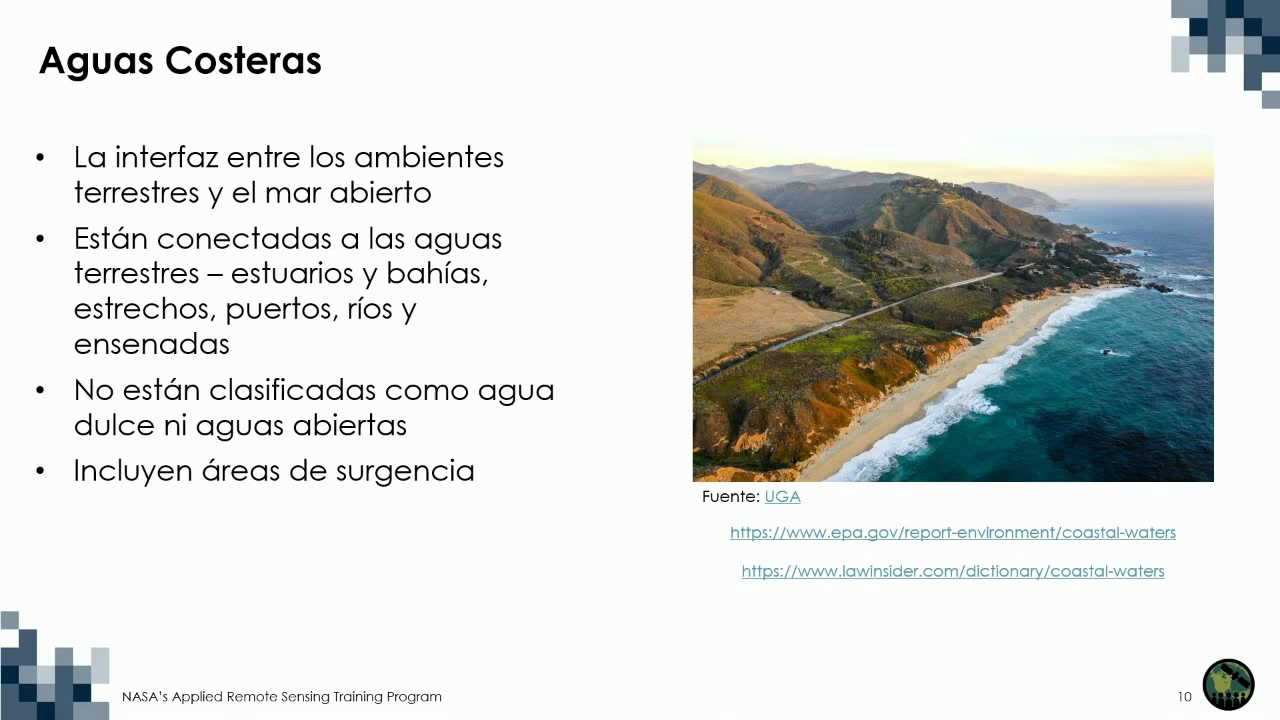 Aguas Costeras
• La interfaz entre los ambientes
terrestres y el mar abierto
• Están conectadas a las aguas
terrestres – estuarios y bahías,
estrechos, puertos, ríos y
ensenadas
• No están clasificadas como agua
dulce ni aguas abiertas
• Incluyen áreas de surgencia
Fuente: UGA
https://www.epa.gov/report-environment/coastal-waters
https://www.lawinsider.com/dictionary/coastal-waters
NASA's Applied Remote Sensing Training Program
10